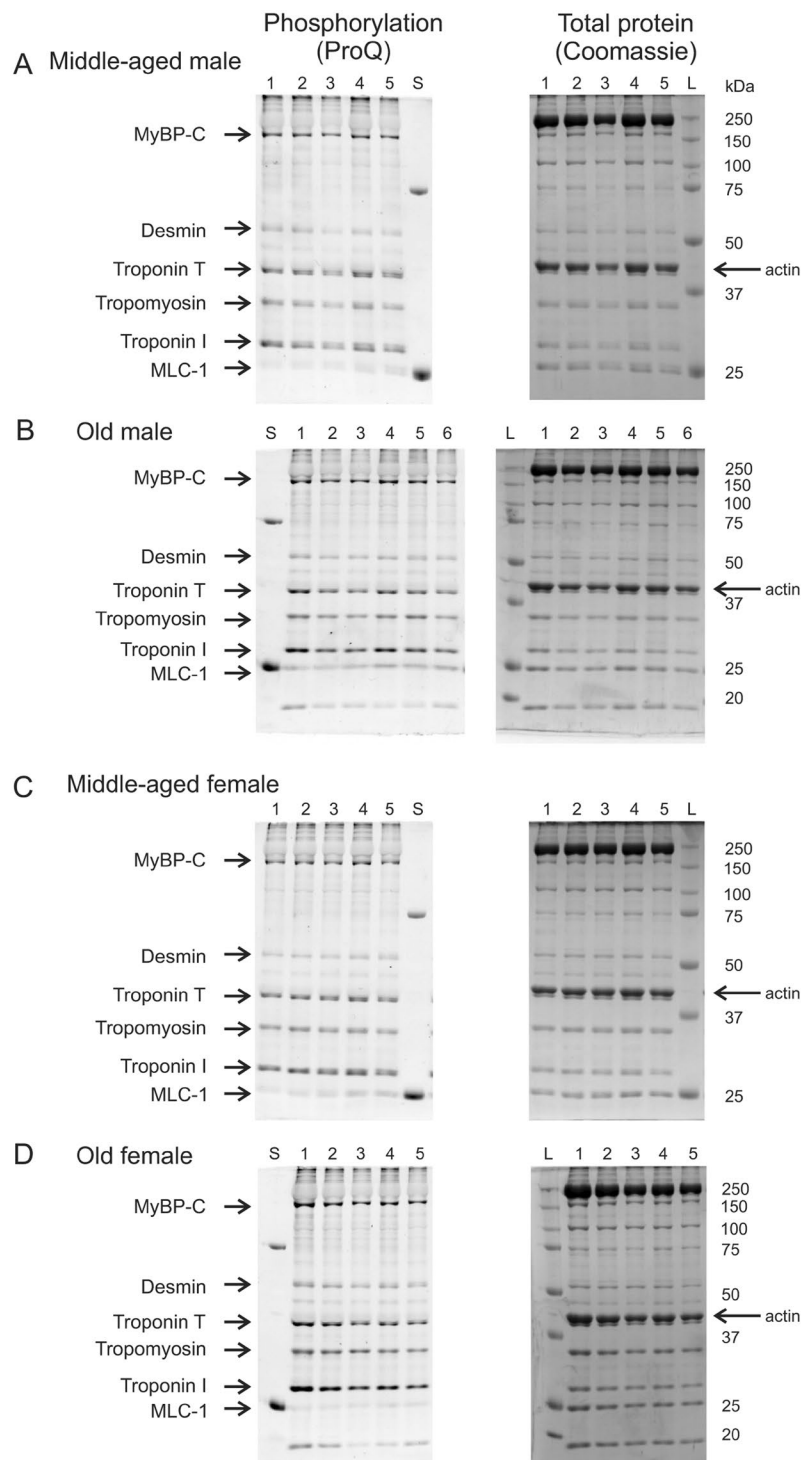 Phosphorylation
(ProQ)
Total protein
(Coomassie)
A Middle-aged male
1 2 3 4 5 S
1 2 3 4 5 L kDa
MyBP-C
Desmin
Troponin T
Tropomyosin
Troponin I
MLC-1
250
150
100
75
50
actin
37
25
B Old male
S 1 2 3 4 5 6
L 1 2 3 4 5 6
MyBP-C
Desmin
Troponin T
Tropomyosin
Troponin I
MLC-1
250
150
100
75
50
actin
37
25
20
C Middle-aged female
1 2 3 4 5 S
1 2 3 4 5 L
MyBP-C
Desmin
Troponin T
Tropomyosin
Troponin I
MLC-1
250
150
100
75
50
actin
37
25
D Old female
S 1 2 3 4 5
L 1 2 3 4 5
MyBP-C
Desmin
Troponin T
Tropomyosin
Troponin I
MLC-1
250
150
100
75
50
actin
37
25
20